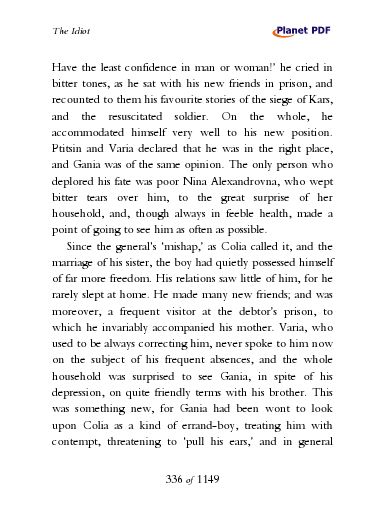 The Idiot
Planet PDF
Have the least confidence in man or woman!' he cried in
bitter tones, as he sat with his new friends in prison, and
recounted to them his favourite stories of the siege of Kars,
and the resuscitated soldier. On the whole, he
accommodated himself very well to his new position.
Ptitsin and Varia declared that he was in the right place,
and Gania was of the same opinion. The only person who
deplored his fate was poor Nina Alexandrovna, who wept
bitter tears over him, to the great surprise of her
household, and, though always in feeble health, made a
point of going to see him as often as possible.
Since the general's 'mishap,' as Colia called it, and the
marriage of his sister, the boy had quietly possessed himself
of far more freedom. His relations saw little of him, for he
rarely slept at home. He made many new friends; and was
moreover, a frequent visitor at the debtor's prison, to
which he invariably accompanied his mother. Varia, who
used to be always correcting him, never spoke to him now
on the subject of his frequent absences, and the whole
household was surprised to see Gania, in spite of his
depression, on quite friendly terms with his brother. This
was something new, for Gania had been wont to look
upon Colia as a kind of errand-boy, treating him with
contempt, threatening to 'pull his ears,' and in general
336 of 1149